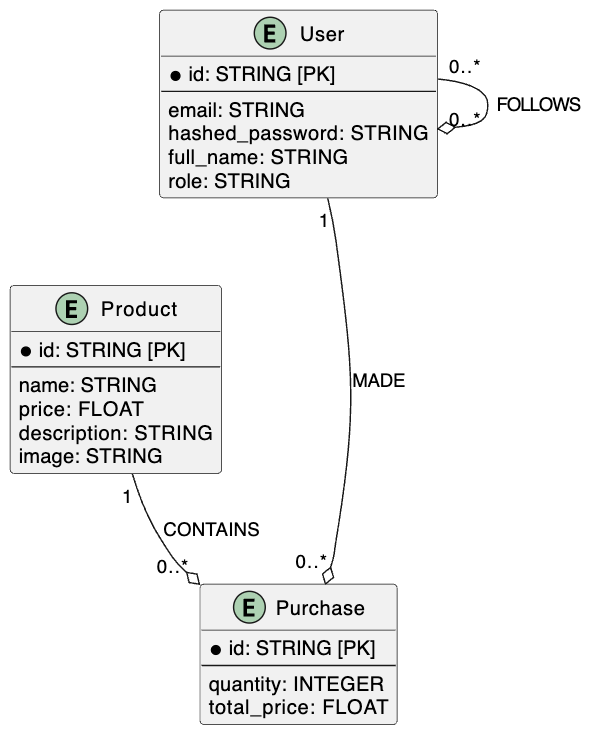 E User
id: STRING [PK]
email: STRING
hashed_password: STRING
full_name: STRING
role: STRING
0..*
FOLLOWS
0..*
1
MADE
0..*
E Product
id: STRING [PK]
name: STRING
price: FLOAT
description: STRING
image: STRING
1
CONTAINS
0..*
E Purchase
id: STRING [PK]
quantity: INTEGER
total_price: FLOAT